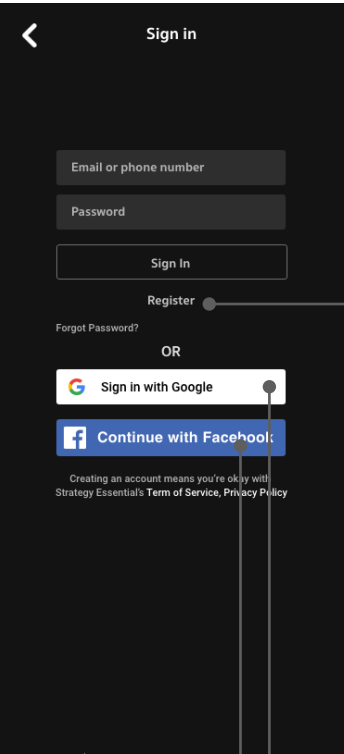 Sign in
Email or phone number
Password
Sign In
Register
Forgot Password?
OR
Sign in with Google
Continue with Facebook
Creating an account means you're okay with
Strategy Essential's Term of Service, Privacy Policy